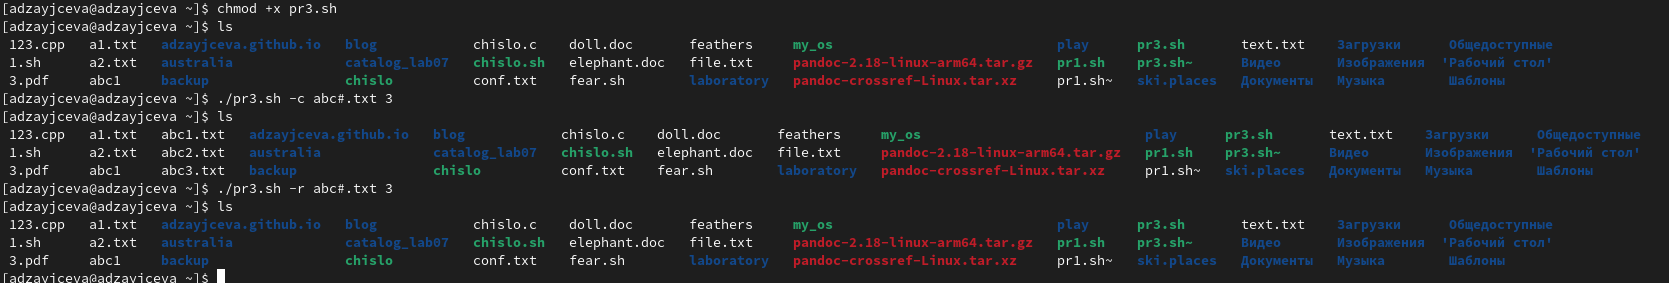 [adzayjceva@adzayjceva ~]$ chmod +x pr3.sh
[adzayjceva@adzayjceva ~]$ ls
123.cpp a1.txt adzayjceva.github.io blog chislo.c doll.doc feathers my_os play pr3.sh text.txt Загрузки Общедоступные
1.sh a2.txt australia catalog_lab07 chislo.sh elephant.doc file.txt pandoc-2.18-linux-arm64.tar.gz pr1.sh pr3.sh~ Видео Изображения 'Рабочий стол'
3.pdf abc1 backup chislo conf.txt fear.sh laboratory pandoc-crossref-Linux.tar.xz pr1.sh~ ski.places Документы Музыка Шаблоны
[adzayjceva@adzayjceva ~]$ ./pr3.sh -c abc#.txt 3
[adzayjceva@adzayjceva ~]$ ls
123.cpp a1.txt abc1.txt adzayjceva.github.io blog chislo.c doll.doc feathers my_os play pr3.sh text.txt Загрузки Общедоступные
1.sh a2.txt abc2.txt australia catalog_lab07 chislo.sh elephant.doc file.txt pandoc-2.18-linux-arm64.tar.gz pr1.sh pr3.sh~ Видео Изображения 'Рабочий стол'
3.pdf abc1 abc3.txt backup chislo conf.txt fear.sh laboratory pandoc-crossref-Linux.tar.xz pr1.sh~ ski.places Документы Музыка Шаблоны
[adzayjceva@adzayjceva ~]$ ./pr3.sh -r abc#.txt 3
[adzayjceva@adzayjceva ~]$ ls
123.cpp a1.txt adzayjceva.github.io blog chislo.c doll.doc feathers my_os play pr3.sh text.txt Загрузки Общедоступные
1.sh a2.txt australia catalog_lab07 chislo.sh elephant.doc file.txt pandoc-2.18-linux-arm64.tar.gz pr1.sh pr3.sh~ Видео Изображения 'Рабочий стол'
3.pdf abc1 backup chislo conf.txt fear.sh laboratory pandoc-crossref-Linux.tar.xz pr1.sh~ ski.places Документы Музыка Шаблоны
[adzayjceva@adzayjceva ~]$